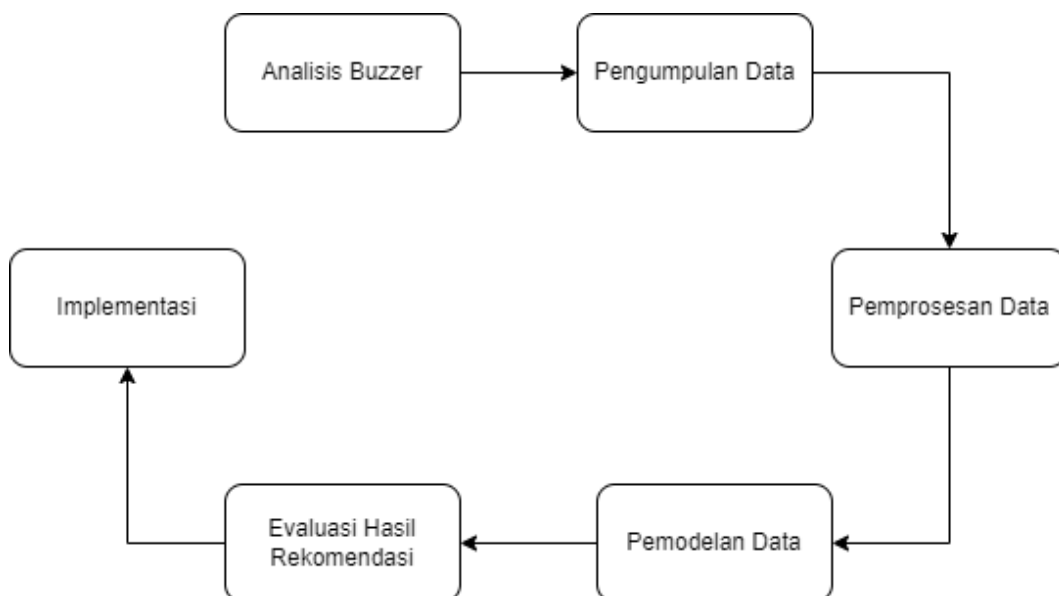 Analisis Buzzer
Pengumpulan Data
Pemprosesan Data
Pemodelan Data
Evaluasi Hasil
Rekomendasi
Implementasi